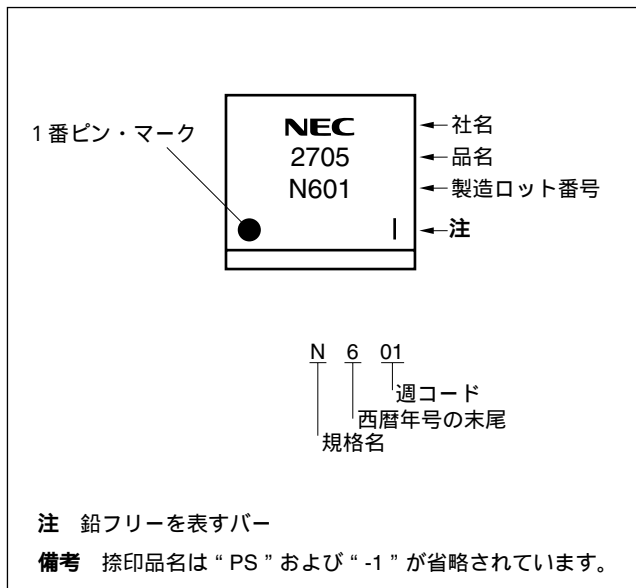 1番ピン・マーク
NEC
2705
N601
社名
品名
製造ロット番号
注
N 6 01
週コード
西暦年号の末尾
規格名
注 鉛フリーを表すバー
備考 捺印品名は“PS”および“-1”が省略されています。